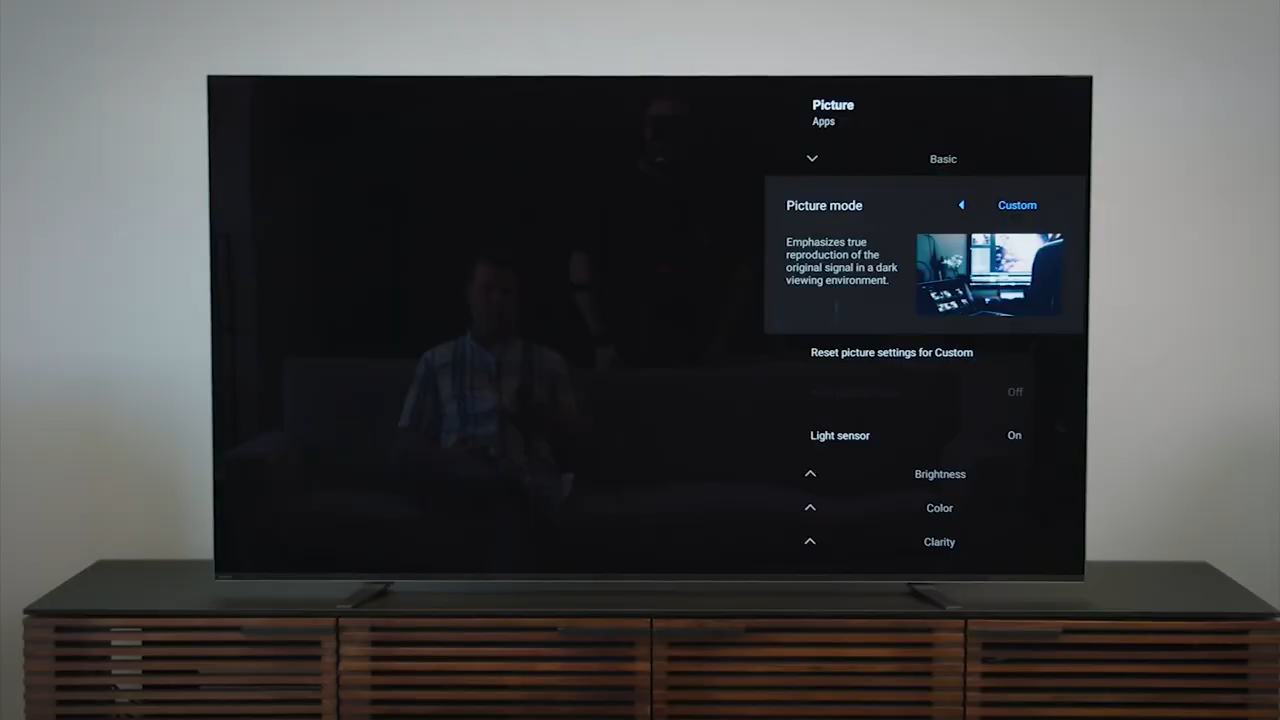 Picture
Apps
Basic
Picture mode
Custom
Emphasizes true
reproduction of the
original signal in a dark
viewing environment.
Reset picture settings for Custom
Off
Light sensor
On
Brightness
Color
Clarity